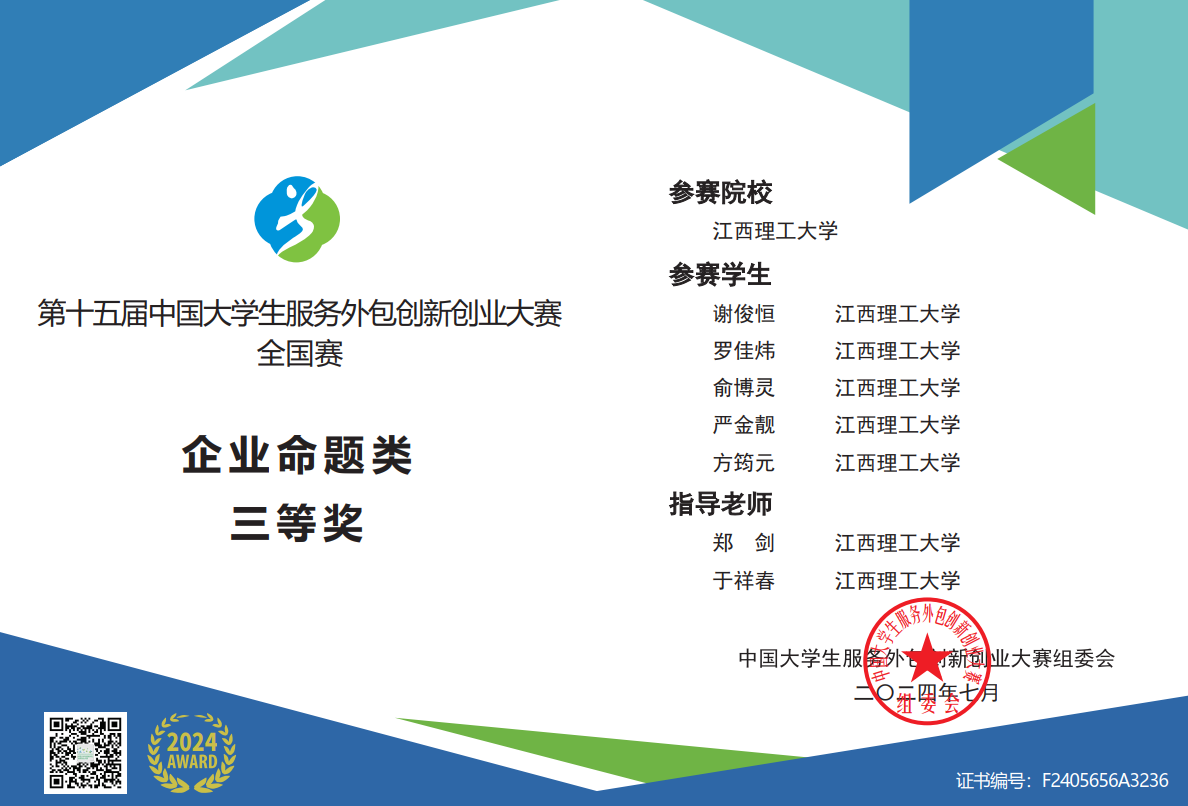 第十五届中国大学生服务外包创新创业大赛
全国赛
企业命题类
三等奖
2024
AWARD
参赛院校
江西理工大学
参赛学生
谢俊恒 江西理工大学
罗佳炜 江西理工大学
俞博灵 江西理工大学
严金靓 江西理工大学
方筠元 江西理工大学
指导老师
郑 剑 江西理工大学
于祥春 江西理工大学
中国大学生服务外包创新创业大赛组委会
二〇二四年七月
中国大学生服务外包创新创业大赛
组委会
证书编号：F2405656A3236